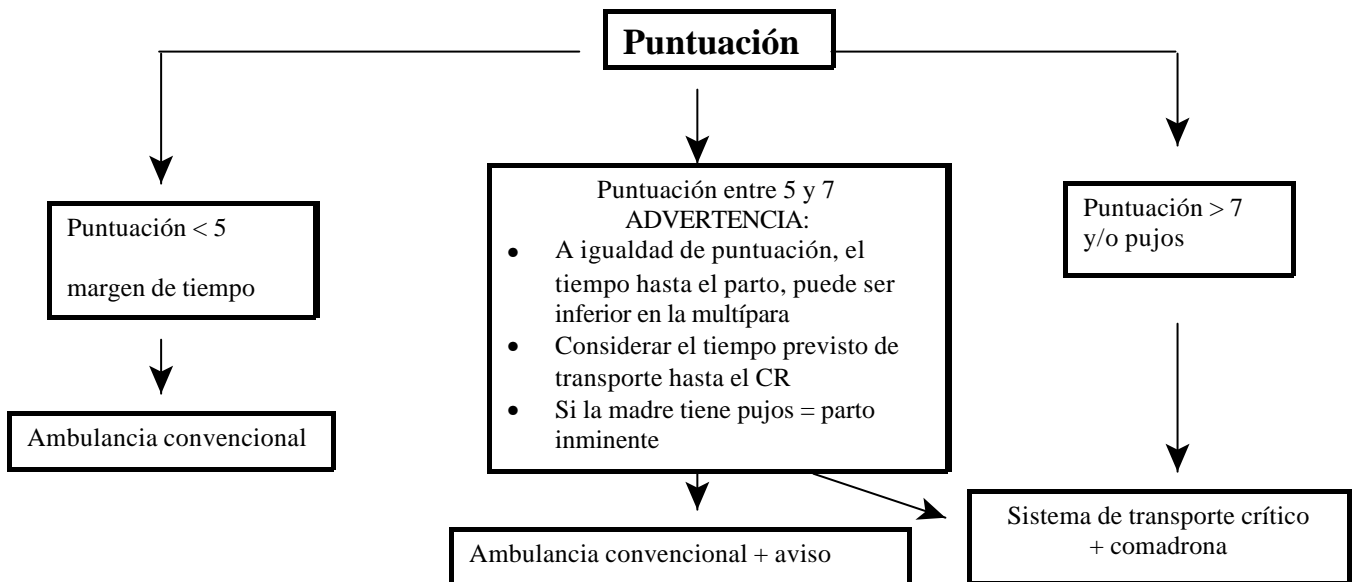 Puntuación
Puntuación < 5
margen de tiempo
Ambulancia convencional
Puntuación entre 5 y 7
ADVERTENCIA:
• A igualdad de puntuación, el
tiempo hasta el parto, puede ser
inferior en la multípara
• Considerar el tiempo previsto de
transporte hasta el CR
• Si la madre tiene pujos = parto
inminente
Ambulancia convencional + aviso
Puntuación > 7
y/o pujos
Sistema de transporte crítico
+ comadrona